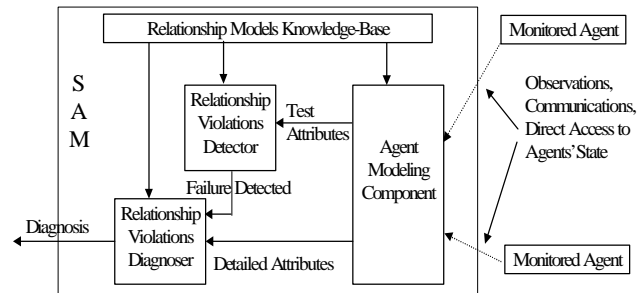 Relationship Models Knowledge-Base
Monitored Agent
S
A
M
Relationship
Violations
Detector
Test
Attributes
Agent
Modeling
Component
Observations,
Communications,
Direct Access to
Agents'State
Failure Detected
Diagnosis
Relationship
Violations
Diagnoser
Detailed Attributes
Monitored Agent